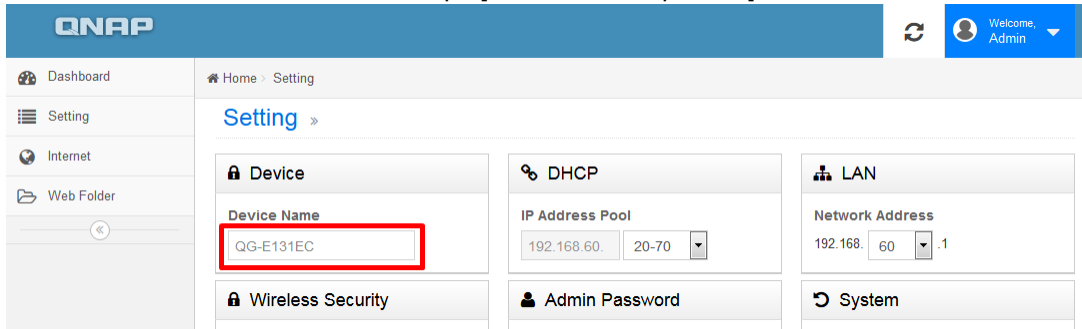 QNAP
Welcome,
Admin
Dashboard
Setting
Internet
Web Folder
Home > Setting
Setting »
Device
Device Name
QG-E131EC
DHCP
IP Address Pool
192.168.60. 20-70
LAN
Network Address
192.168. 60 .1
Wireless Security
Admin Password
System